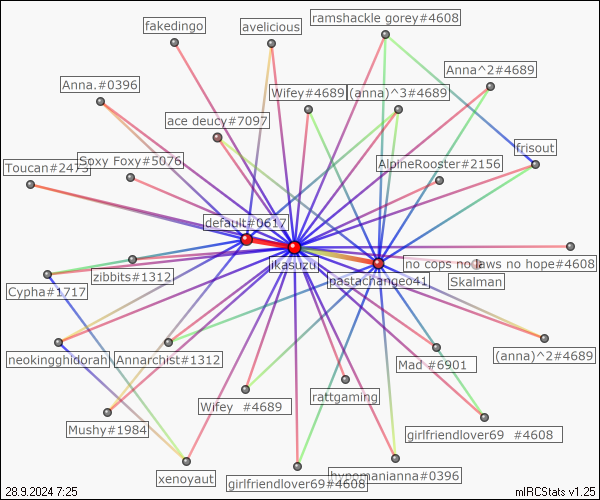 ramshackle gorey#4608
fakedingo
avelicious
Anna^2#4689
Anna.#0396
Wifey#4689
(anna)^3#4689
ace deucy#7097
frisout
Soxy Foxy#5076
AlpineRooster#2156
Toucan#2473
default#0617
ikasuzu
no cops no laws no hope#4608
zibbits#1312
pastachange041
Skalman
Cypha#1717
neokingghidorah
Annarchist#1312
(anna)^2#4689
Mad #6901
rattgaming
Wifey #4689
Mushy#1984
girlfriendlover69 #4608
xenoyaut
girlfriendlover69#4608
hypomanianna#0396
28.9.2024 7:25
mIRCStats v1.25